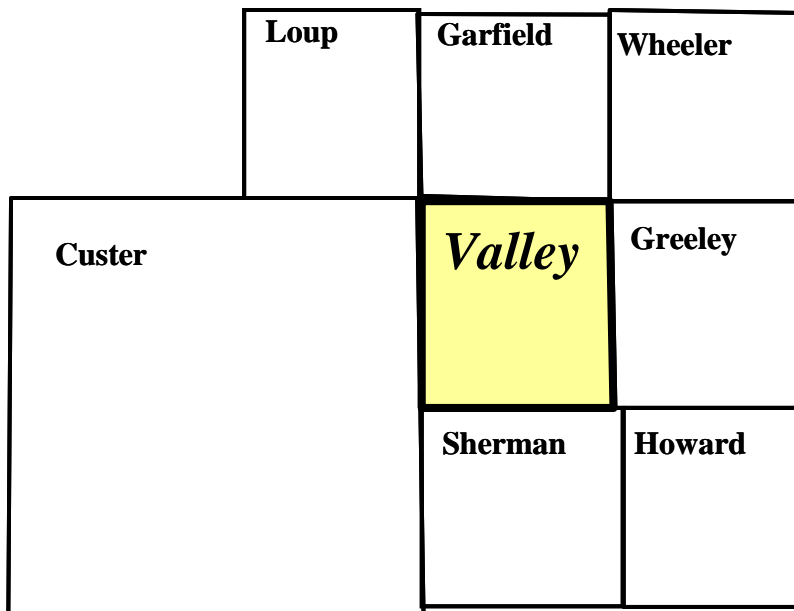 Loup
Garfield
Wheeler
Custer
Valley
Greeley
Sherman
Howard